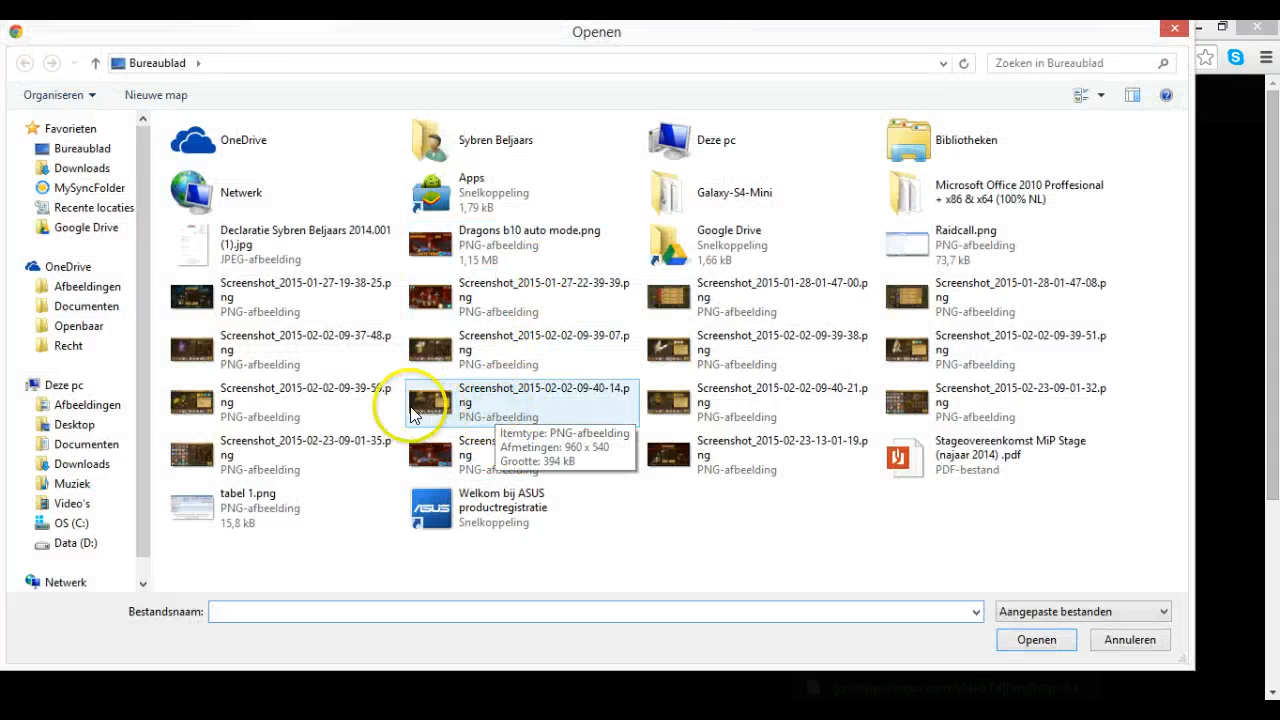 Openen
Bureaublad
Zoeken in Bureaublad
Organiseren
Nieuwe map
Favorieten
Bureaublad
Downloads
MySyncFolder
Recente locaties
Google Drive
OneDrive
Afbeeldingen
Documenten
Openbaar
Recht
Deze pc
Afbeeldingen
Desktop
Documenten
Downloads
Muziek
Video's
OS (C:)
Data (D:)
Netwerk
OneDrive
Sybren Beljaars
Deze pc
Bibliotheken
Netwerk
Apps
Snelkoppeling
1,79 kB
Galaxy-S4-Mini
Microsoft Office 2010 Proffesional
+ x86 & x64 (100% NL)
Declaratie Sybren Beljaars 2014.001
(1).jpg
JPEG-afbeelding
Dragons b10 auto mode.png
PNG-afbeelding
1,15 MB
Google Drive
Snelkoppeling
1,66 kB
Raidcall.png
PNG-afbeelding
73,7 kB
Screenshot_2015-01-27-19-38-25.p
ng
PNG-afbeelding
Screenshot_2015-01-27-22-39-39.p
ng
PNG-afbeelding
Screenshot_2015-01-28-01-47-00.p
ng
PNG-afbeelding
Screenshot_2015-01-28-01-47-08.p
ng
PNG-afbeelding
Screenshot_2015-02-02-09-37-48.p
ng
PNG-afbeelding
Screenshot_2015-02-02-09-39-07.p
ng
PNG-afbeelding
Screenshot_2015-02-02-09-39-38.p
ng
PNG-afbeelding
Screenshot_2015-02-02-09-39-51.p
ng
PNG-afbeelding
Screenshot_2015-02-02-09-39-59.p
ng
PNG-afbeelding
Screenshot_2015-02-02-09-40-14.p
ng
PNG-afbeelding
Screenshot_2015-02-02-09-40-21.p
ng
PNG-afbeelding
Screenshot_2015-02-23-09-01-32.p
ng
PNG-afbeelding
Screenshot_2015-02-23-09-01-35.p
ng
PNG-afbeelding
Itemtype: PNG-afbeelding
Afmetingen: 960 x 540
Grootte: 394 kB
Screenshot_2015-02-23-13-01-19.p
ng
PNG-afbeelding
Stageovereenkomst MiP Stage
(najaar 2014) .pdf
PDF-bestand
tabel 1.png
PNG-afbeelding
15,8 kB
ASUS
Welkom bij ASUS
productregistratie
Snelkoppeling
Bestandsnaam:
Aangepaste bestanden
Openen
Annuleren